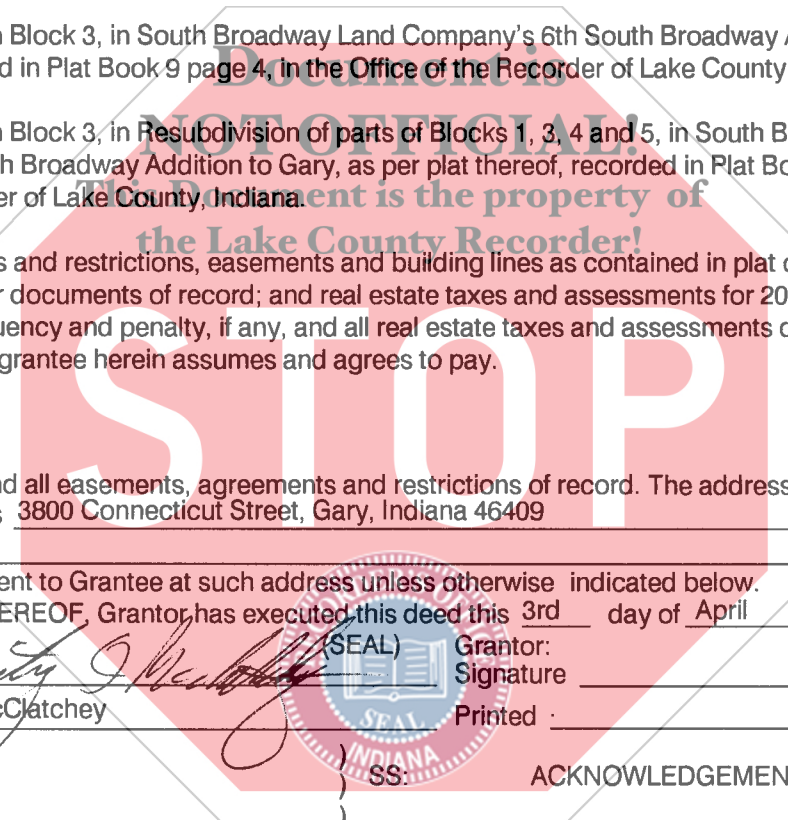 n Block 3, in South Broadway Land Company's 6th South Broadway A
d in Plat Book 9 page 4, in the Office of the Recorder of Lake County
Document is
NOT OFFICIAL!
n Block 3, in Resubdivision of parts of Blocks 1, 3, 4 and 5, in South B
h Broadway Addition to Gary, as per plat thereof, recorded in Plat Bo
er of Lake County, Indiana.
This Document is the property of
the Lake County Recorder!
s and restrictions, easements and building lines as contained in plat
r documents of record; and real estate taxes and assessments for 20
uency and penalty, if any, and all real estate taxes and assessments
grantee herein assumes and agrees to pay.
STOP
nd all easements, agreements and restrictions of record. The address
s 3800 Connecticut Street, Gary, Indiana 46409
ent to Grantee at such address unless otherwise indicated below.
EREOF, Grantor has executed this deed this 3rd day of April
(SEAL) Grantor:
Signature
cClatchey Printed
SEAL
INDIANA
) SS: ACKNOWLEDGEMEN
)